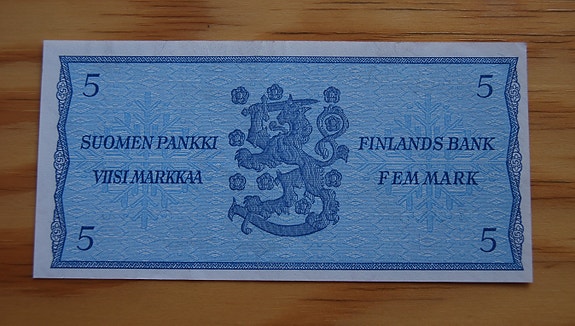 5 5
SUOMEN PANKKI FINLANDS BANK
VIISI MARKKAA FEM MARK
5 5